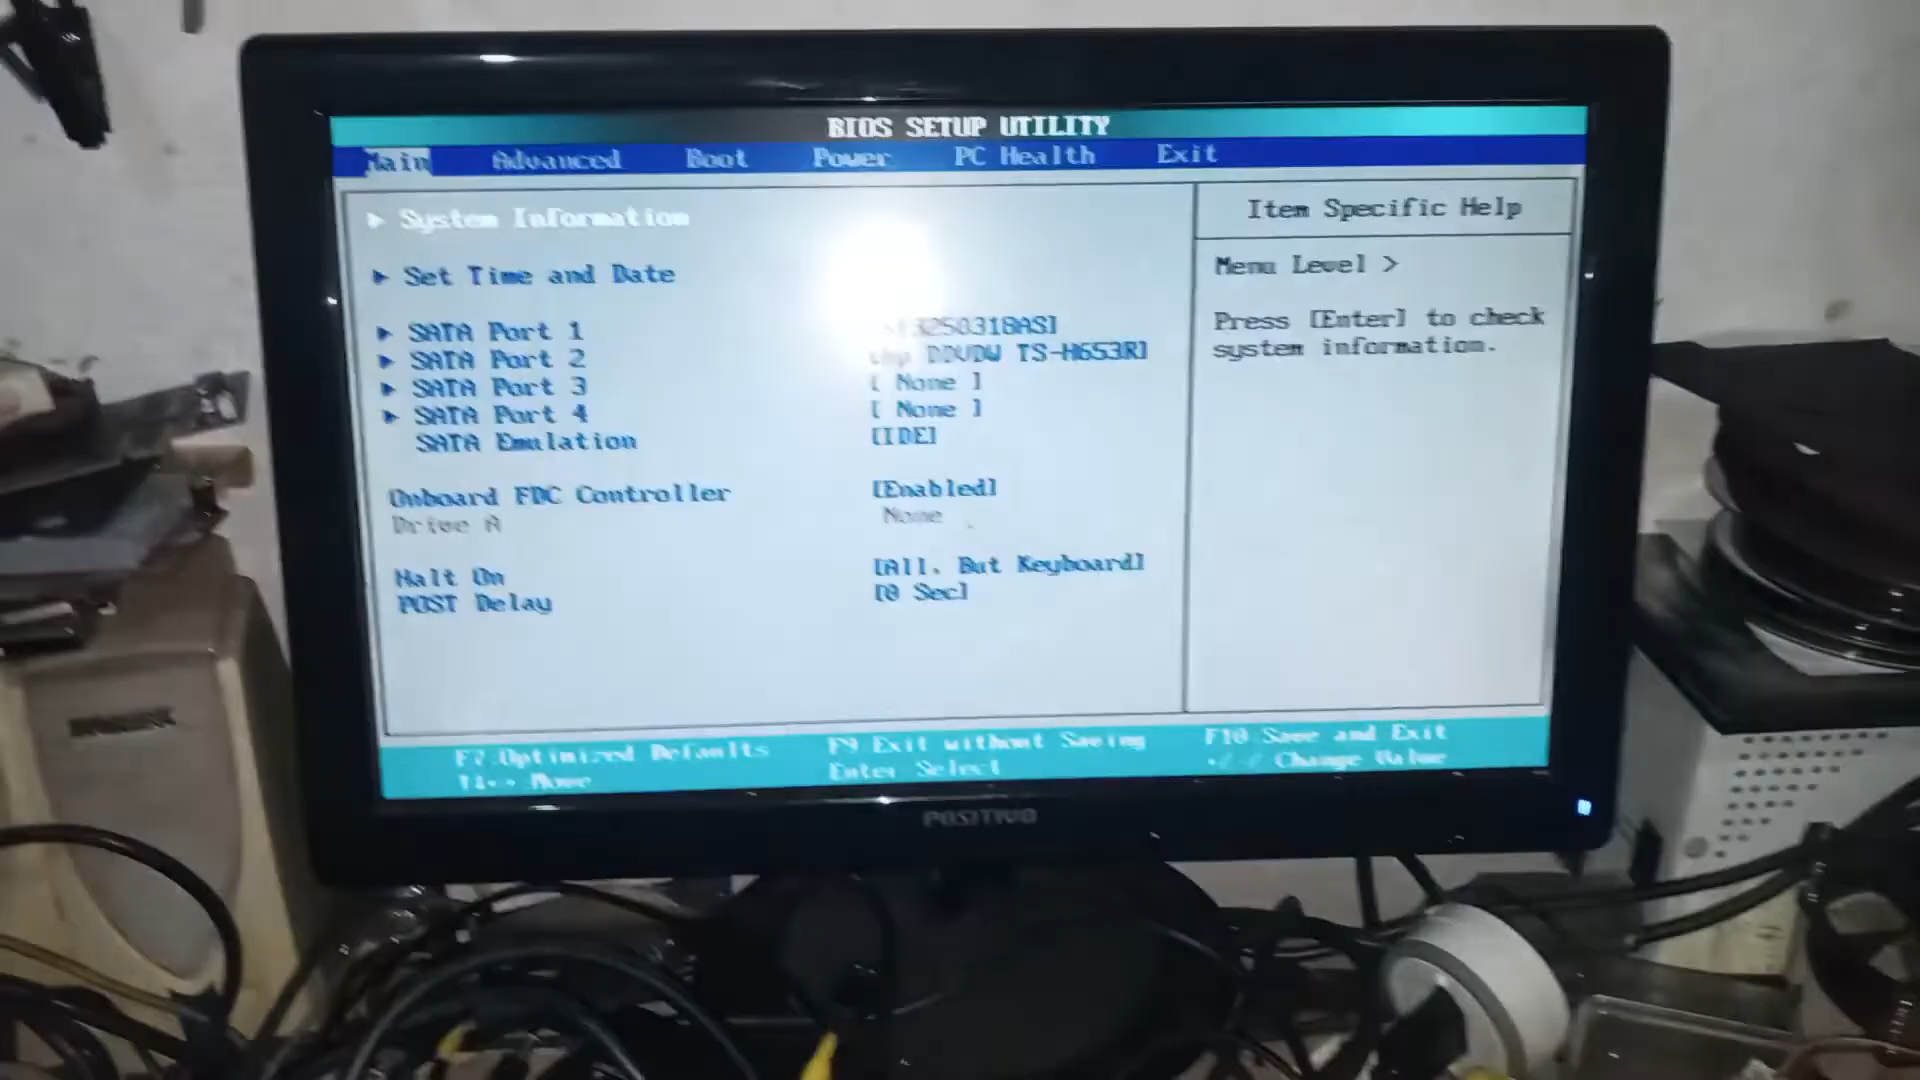 BIOS SETUP UTILITY
Main Advanced Boot Power PC Health Exit
System Information
Set Time and Date
SATA Port 1 3250318AS]
SATA Port 2 hp DDVDW TS-H653R]
SATA Port 3 [ None ]
SATA Port 4 [ None ]
SATA Emulation [IDE]
Onboard FDC Controller [Enabled]
Drive A None
Halt On [All, But Keyboard]
POST Delay [0 Sec]
Item Specific Help
Menu Level >
Press [Enter] to check
system information.
F7:Optimized Defaults F9 Exit without Saving F10 Save and Exit
Move Enter Select Change Value
POSITIVO